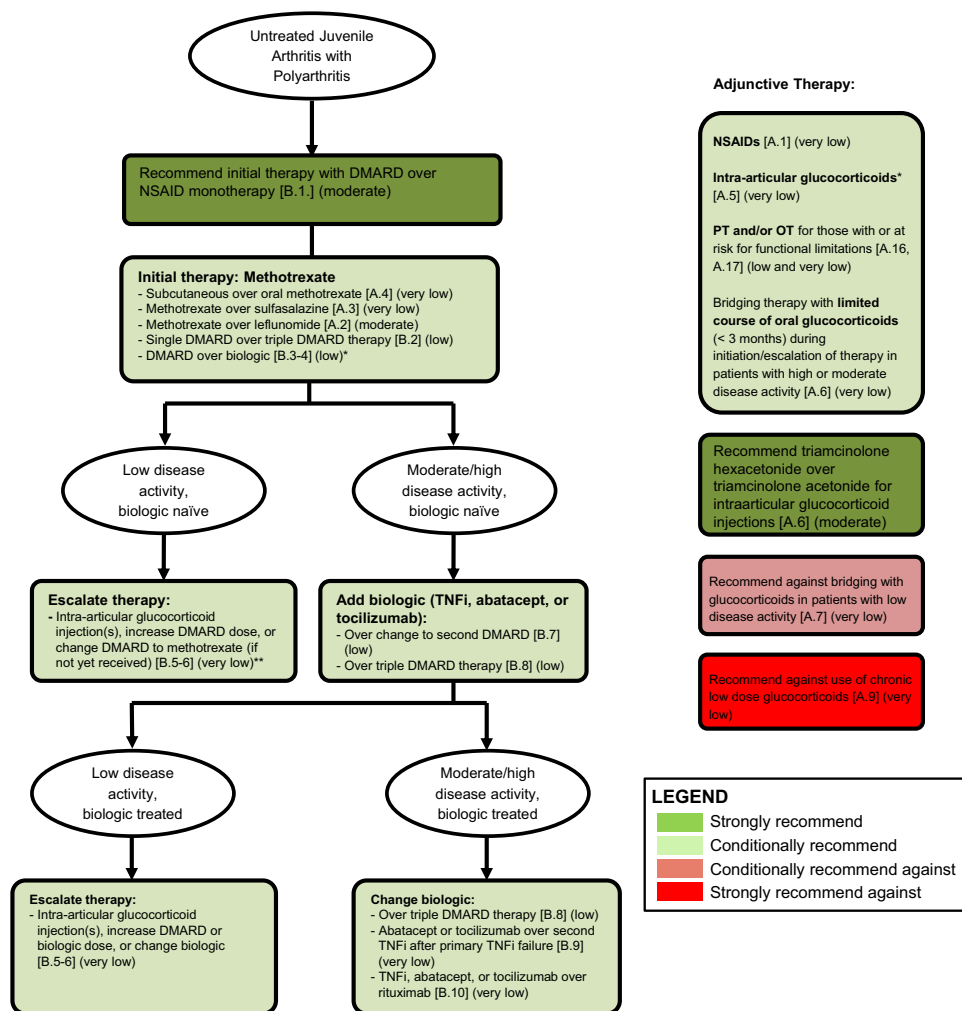 Untreated Juvenile
Arthritis with
Polyarthritis
Recommend initial therapy with DMARD over
NSAID monotherapy [B.1.] (moderate)
Initial therapy: Methotrexate
- Subcutaneous over oral methotrexate [A.4] (very low)
- Methotrexate over sulfasalazine [A.3] (very low)
- Methotrexate over leflunomide [A.2] (moderate)
- Single DMARD over triple DMARD therapy [B.2] (low)
- DMARD over biologic [B.3-4] (low)*
Low disease
activity,
biologic naïve
Moderate/high
disease activity,
biologic naïve
Escalate therapy:
- Intra-articular glucocorticoid
injection(s), increase DMARD dose, or
change DMARD to methotrexate (if
not yet received) [B.5-6] (very low)**
Add biologic (TNFi, abatacept, or
tocilizumab):
- Over change to second DMARD [B.7]
(low)
- Over triple DMARD therapy [B.8] (low)
Low disease
activity,
biologic treated
Moderate/high
disease activity,
biologic treated
Escalate therapy:
- Intra-articular glucocorticoid
injection(s), increase DMARD or
biologic dose, or change biologic
[B.5-6] (very low)
Change biologic:
- Over triple DMARD therapy [B.8] (low)
- Abatacept or tocilizumab over second
TNFi after primary TNFi failure [B.9]
(very low)
- TNFi, abatacept, or tocilizumab over
rituximab [B.10] (very low)
Adjunctive Therapy:
NSAIDs [A.1] (very low)
Intra-articular glucocorticoids*
[A.5] (very low)
PT and/or OT for those with or at
risk for functional limitations [A.16,
A.17] (low and very low)
Bridging therapy with limited
course of oral glucocorticoids
(< 3 months) during
initiation/escalation of therapy in
patients with high or moderate
disease activity [A.6] (very low)
Recommend triamcinolone
hexacetonide over
triamcinolone acetonide for
intraarticular glucocorticoid
injections [A.6] (moderate)
Recommend against bridging with
glucocorticoids in patients with low
disease activity [A.7] (very low)
Recommend against use of chronic
low dose glucocorticoids [A.9] (very
low)
LEGEND
Strongly recommend
Conditionally recommend
Conditionally recommend against
Strongly recommend against